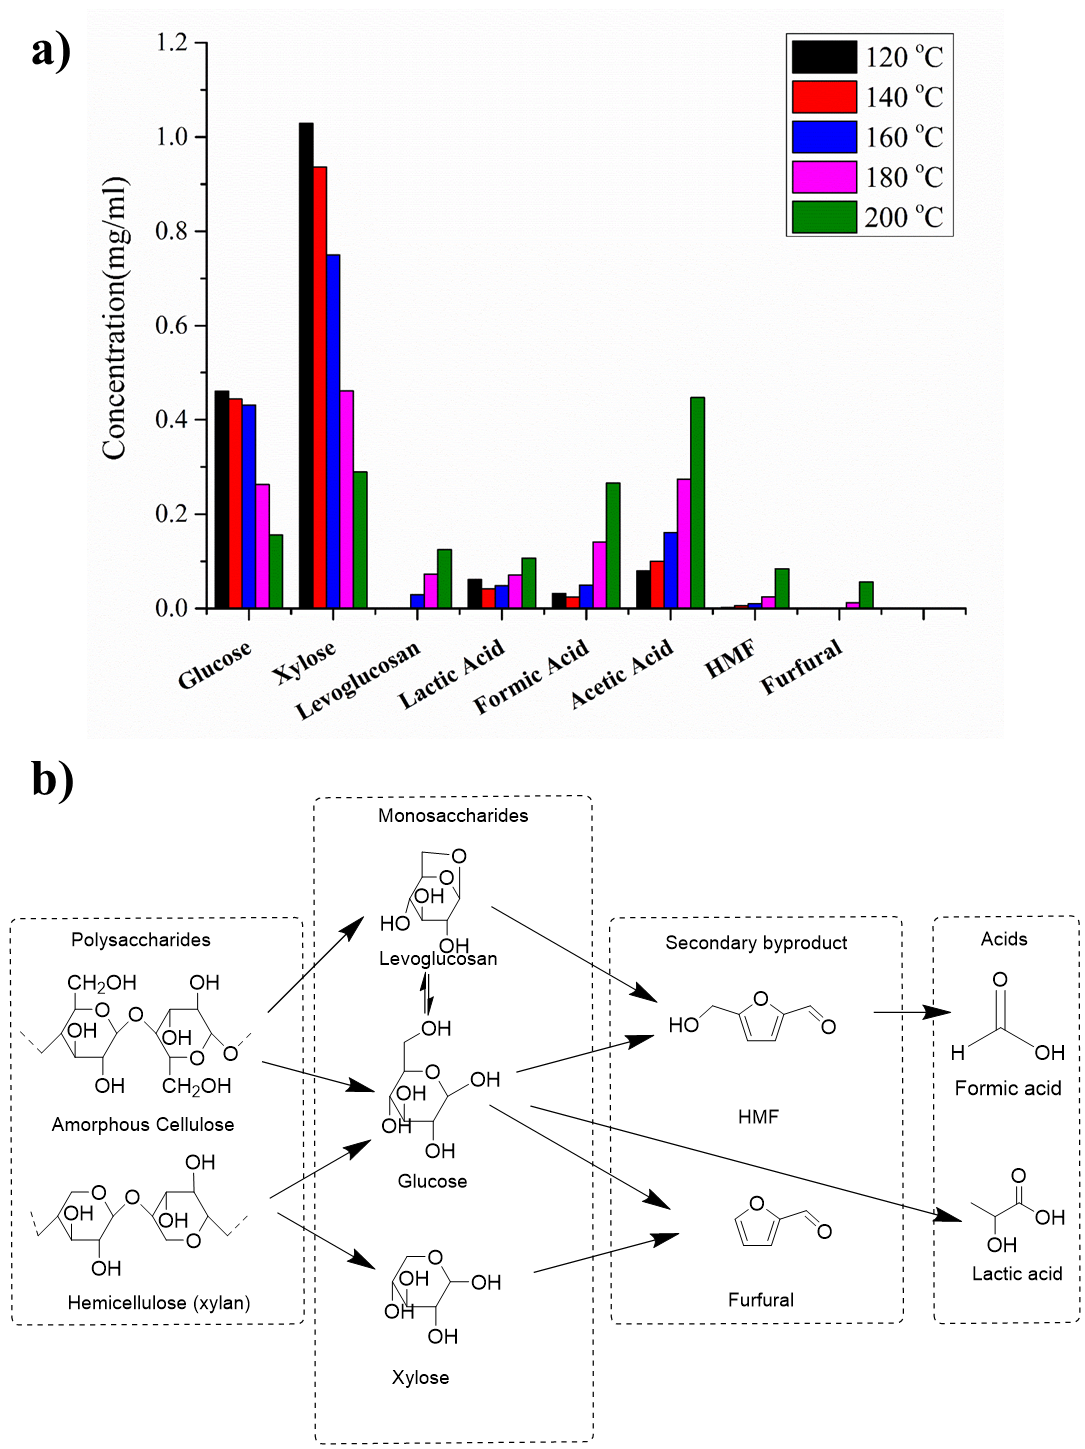 a)
Concentration(mg/ml)
1.2
1.0
0.8
0.6
0.4
0.2
0.0
120 °C
140 °C
160 °C
180 °C
200 °C
Glucose
Xylose
Levoglucosan
Lactic Acid
Formic Acid
Acetic Acid
HMF
Furfural
b)
Polysaccharides
CH2OH
OH
O
O
O
OH
OH
O
OH
CH2OH
Amorphous Cellulose
OH
O
O
OH
OH
O
OH
Hemicellulose (xylan)
Monosaccharides
O
O
OH
HO
OH
Levoglucosan
OH
O
OH
OH
OH
OH
Glucose
O
OH
OH
OH
OH
Xylose
Secondary byproduct
O
HO
O
HMF
O
O
Furfural
Acids
O
H
OH
Formic acid
O
OH
OH
Lactic acid